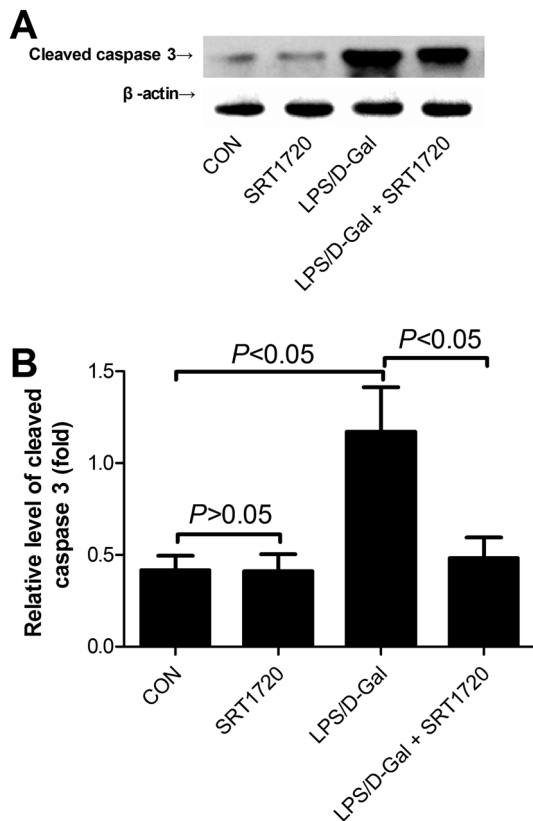 A
Cleaved caspase 3→
β -actin→
CON
SRT1720
LPS/D-Gal
LPS/D-Gal + SRT1720
B
P<0.05
P<0.05
P>0.05
Relative level of cleaved
caspase 3 (fold)
1.5
1.0
0.5
0.0
CON
SRT1720
LPS/D-Gal
LPS/D-Gal + SRT1720